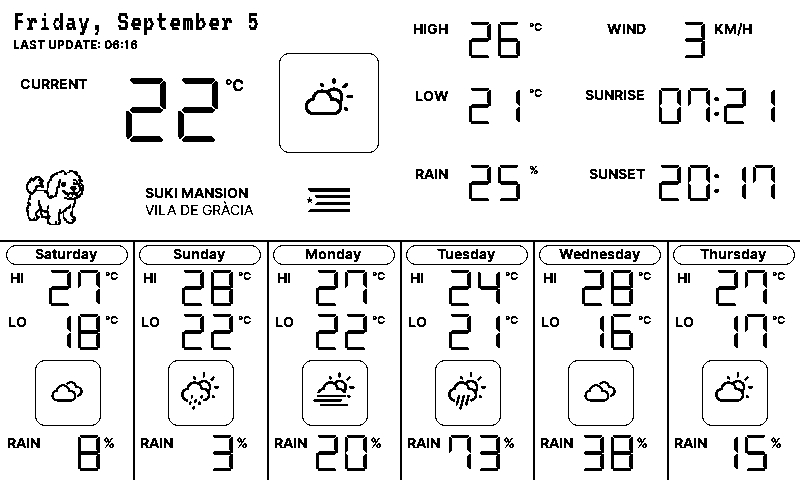 Friday, September 5
LAST UPDATE: 06:16
CURRENT 22 °C
HIGH 26 °C
WIND 3 KM/H
LOW 21 °C
SUNRISE 07:21
RAIN 25 %
SUNSET 20:17
SUKI MANSION
VILA DE GRÀCIA
Saturday
HI 27 °C
LO 18 °C
RAIN 8 %
Sunday
HI 28 °C
LO 22 °C
RAIN 3 %
Monday
HI 27 °C
LO 22 °C
RAIN 20 %
Tuesday
HI 24 °C
LO 21 °C
RAIN 73 %
Wednesday
HI 28 °C
LO 16 °C
RAIN 38 %
Thursday
HI 27 °C
LO 17 °C
RAIN 15 %